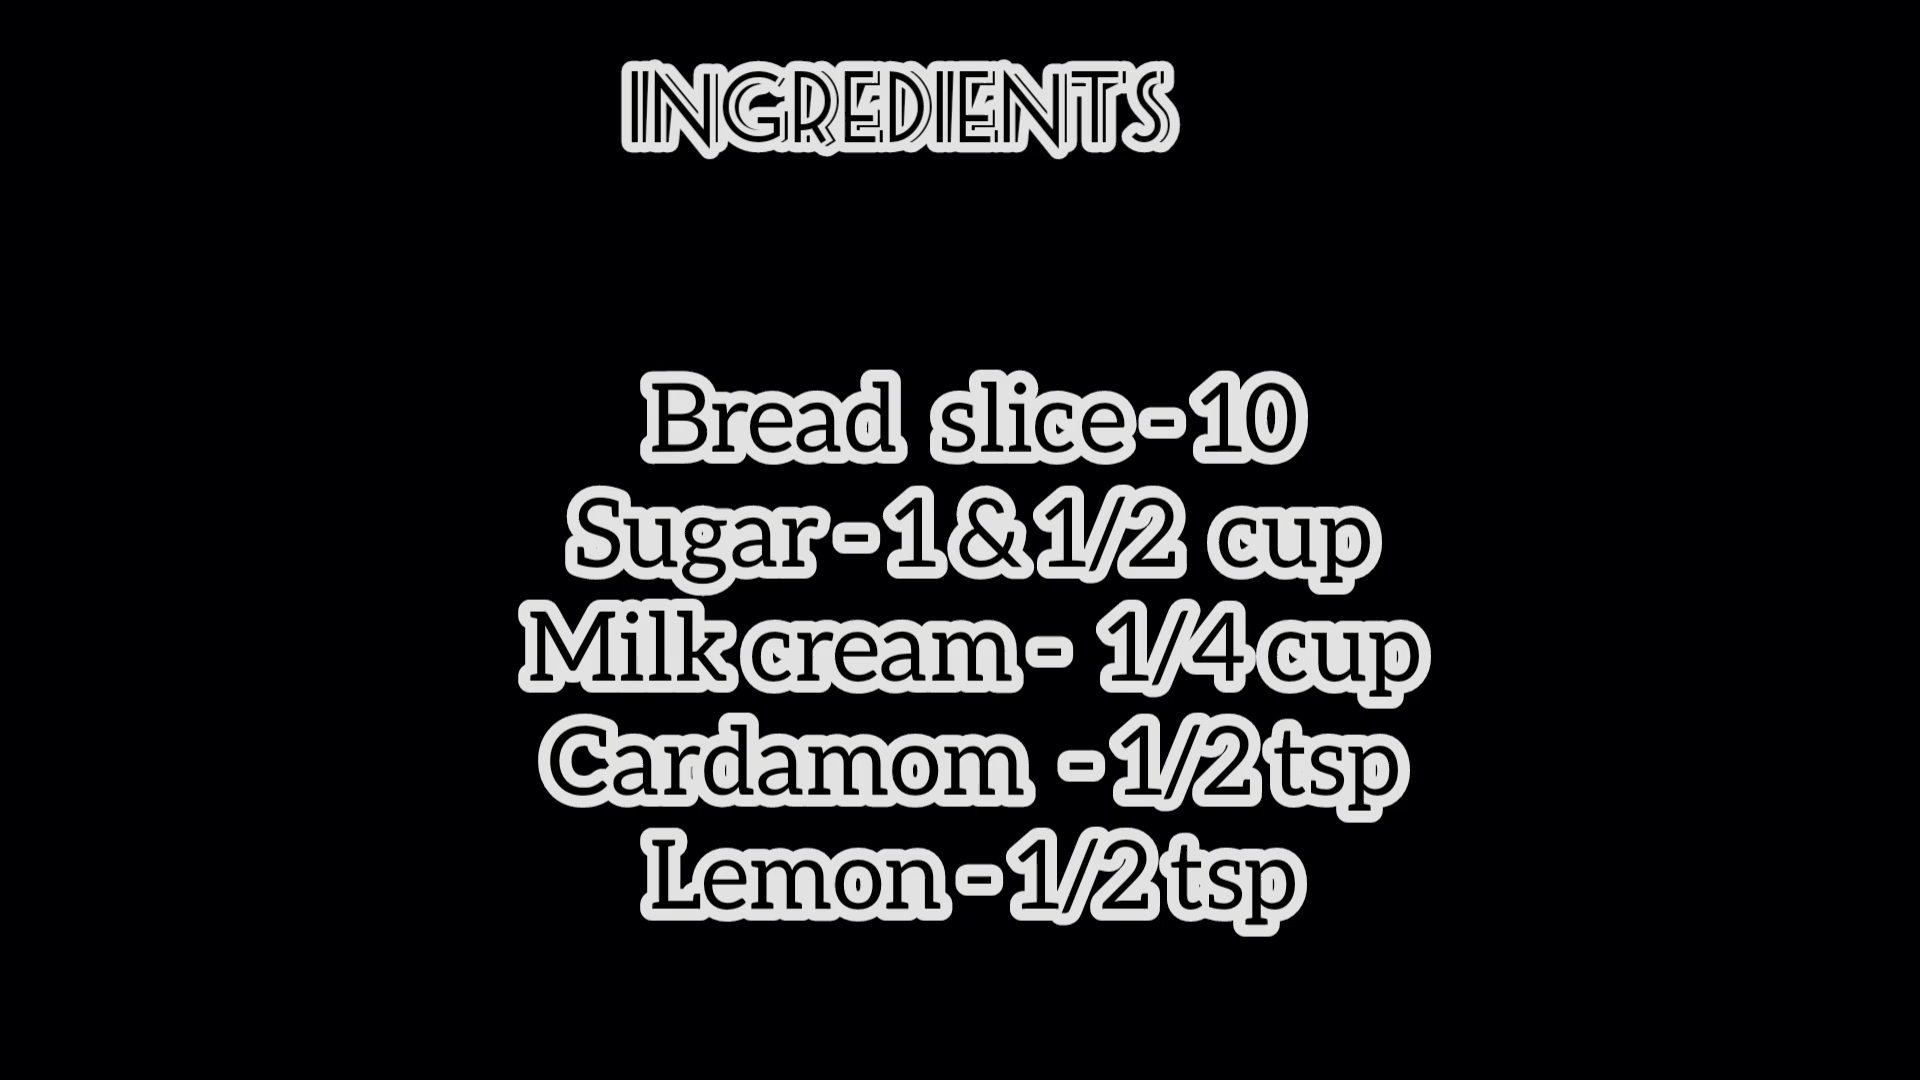 INGREDIENTS
Bread slice - 10
Sugar - 1 & 1/2 cup
Milk cream - 1/4 cup
Cardamom - 1/2 tsp
Lemon - 1/2 tsp